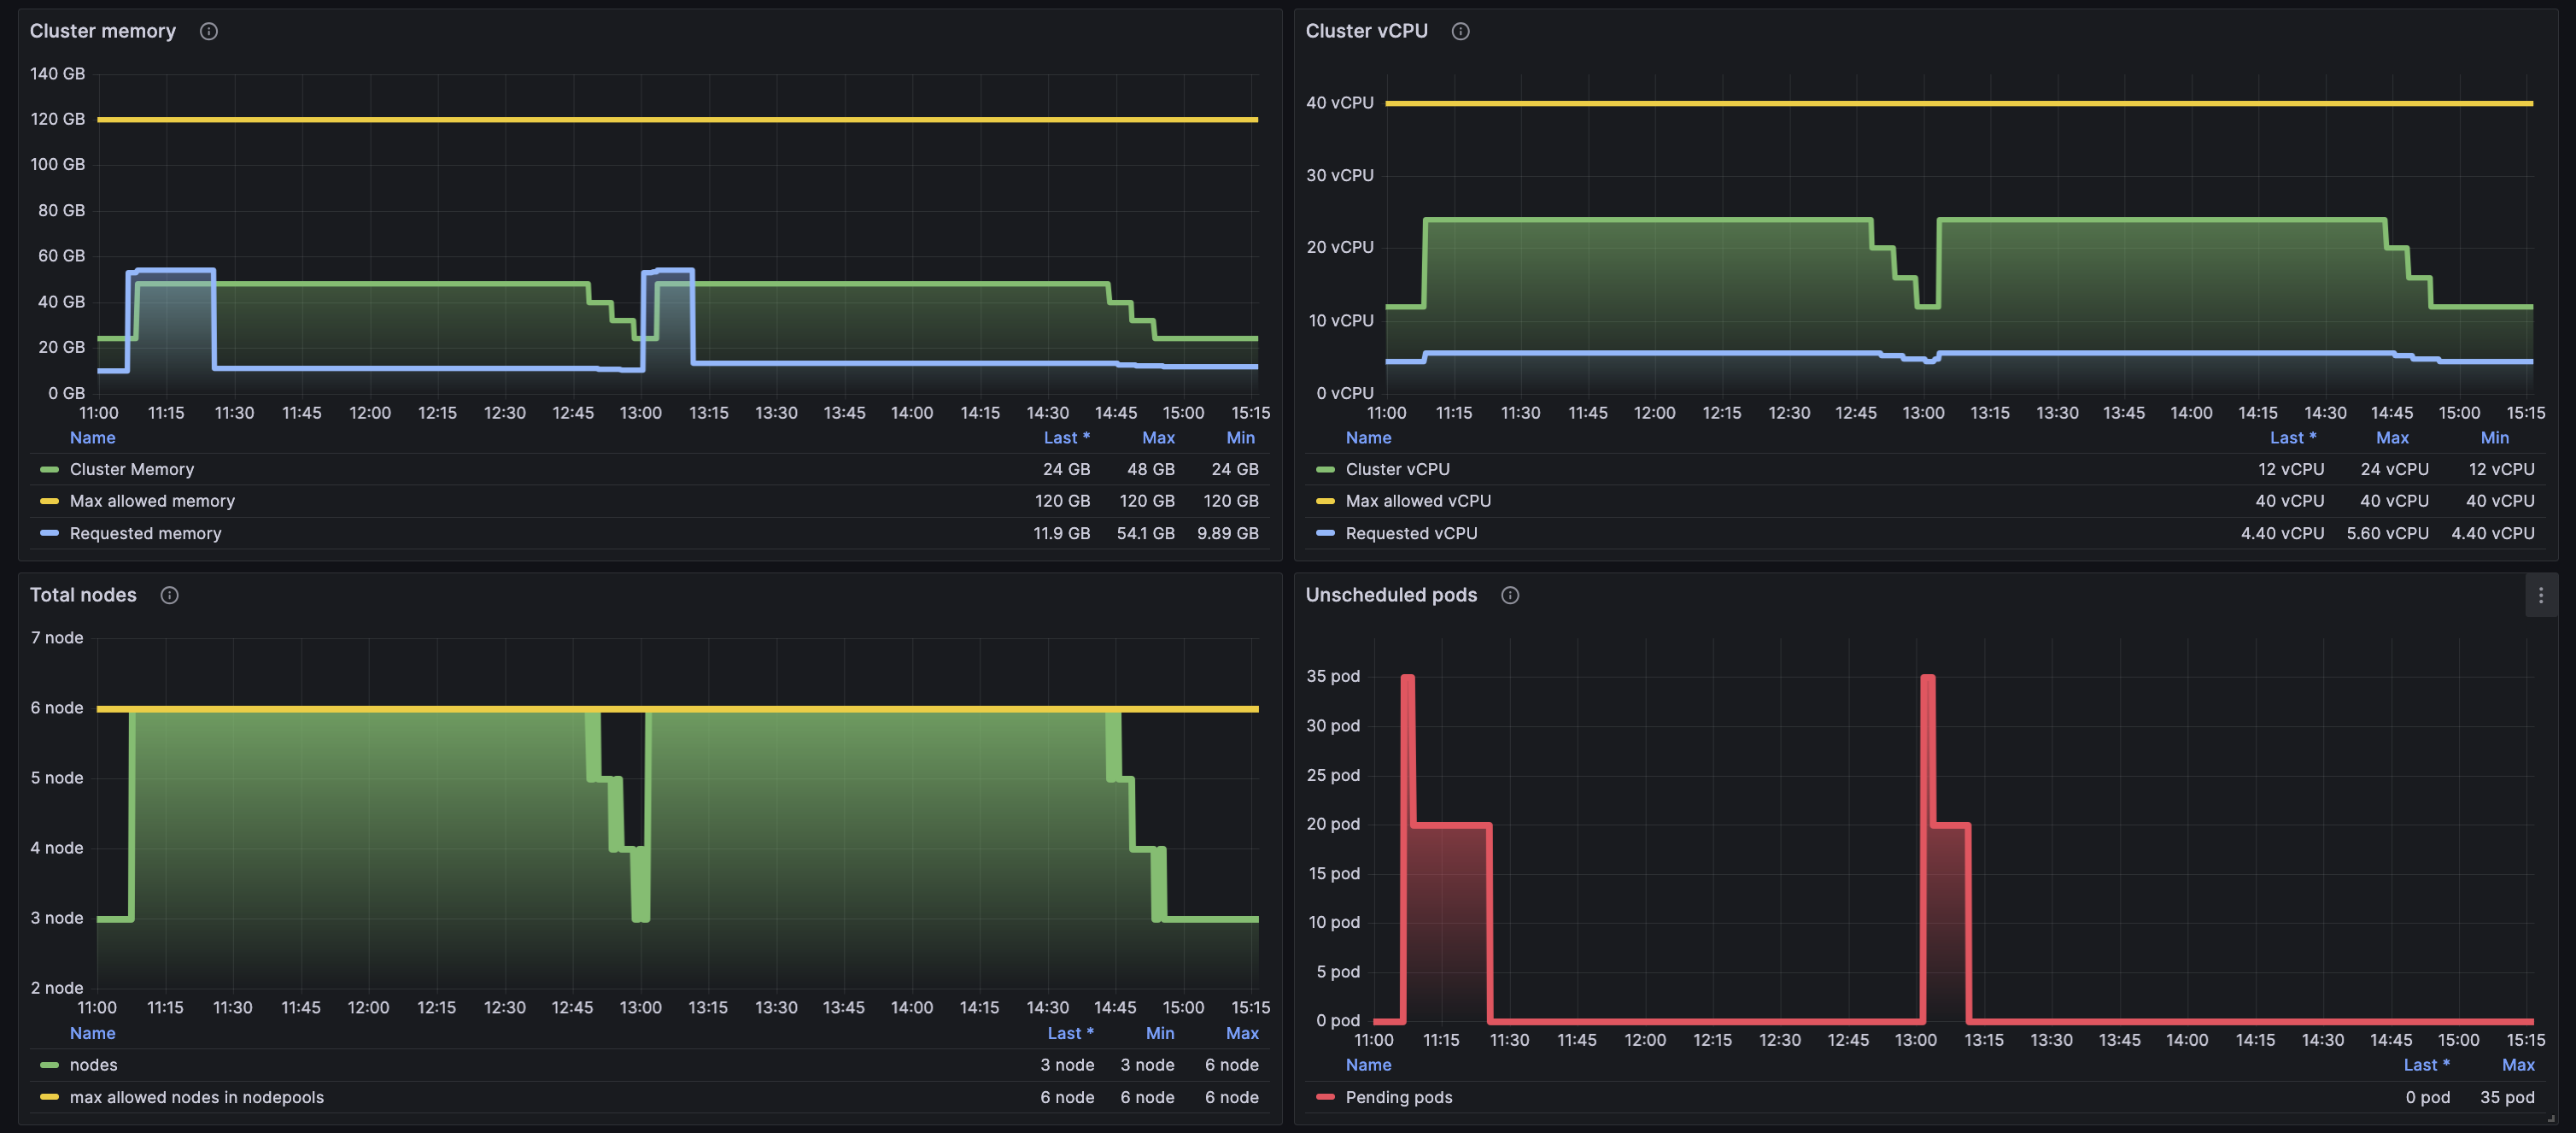 Cluster memory
140 GB
120 GB
100 GB
80 GB
60 GB
40 GB
20 GB
0 GB
11:00 11:15 11:30 11:45 12:00 12:15 12:30 12:45 13:00 13:15 13:30 13:45 14:00 14:15 14:30 14:45 15:00 15:15
Name Last * Max Min
Cluster Memory 24 GB 48 GB 24 GB
Max allowed memory 120 GB 120 GB 120 GB
Requested memory 11.9 GB 54.1 GB 9.89 GB
Cluster vCPU
40 vCPU
30 vCPU
20 vCPU
10 vCPU
0 vCPU
11:00 11:15 11:30 11:45 12:00 12:15 12:30 12:45 13:00 13:15 13:30 13:45 14:00 14:15 14:30 14:45 15:00 15:15
Name Last * Max Min
Cluster vCPU 12 vCPU 24 vCPU 12 vCPU
Max allowed vCPU 40 vCPU 40 vCPU 40 vCPU
Requested vCPU 4.40 vCPU 5.60 vCPU 4.40 vCPU
Total nodes
7 node
6 node
5 node
4 node
3 node
2 node
11:00 11:15 11:30 11:45 12:00 12:15 12:30 12:45 13:00 13:15 13:30 13:45 14:00 14:15 14:30 14:45 15:00 15:15
Name Last * Min Max
nodes 3 node 3 node 6 node
max allowed nodes in nodepools 6 node 6 node 6 node
Unscheduled pods
35 pod
30 pod
25 pod
20 pod
15 pod
10 pod
5 pod
0 pod
11:00 11:15 11:30 11:45 12:00 12:15 12:30 12:45 13:00 13:15 13:30 13:45 14:00 14:15 14:30 14:45 15:00 15:15
Name Last * Max
Pending pods 0 pod 35 pod